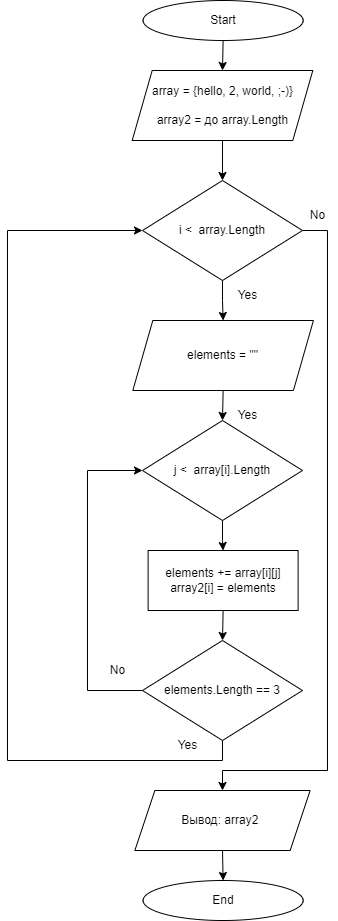 Start
array = {hello, 2, world, ;-)}
array2 = до array.Length
i < array.Length
No
Yes
elements = ""
Yes
j < array[i].Length
elements += array[i][j]
array2[i] = elements
No
elements.Length == 3
Yes
Вывод: array2
End